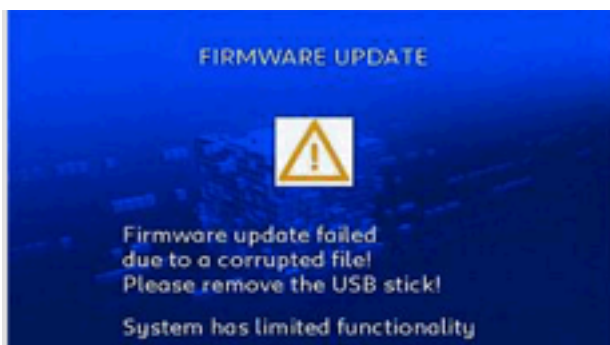 FIRMWARE UPDATE
Firmware update failed
due to a corrupted file!
Please remove the USB stick!
System has limited functionality